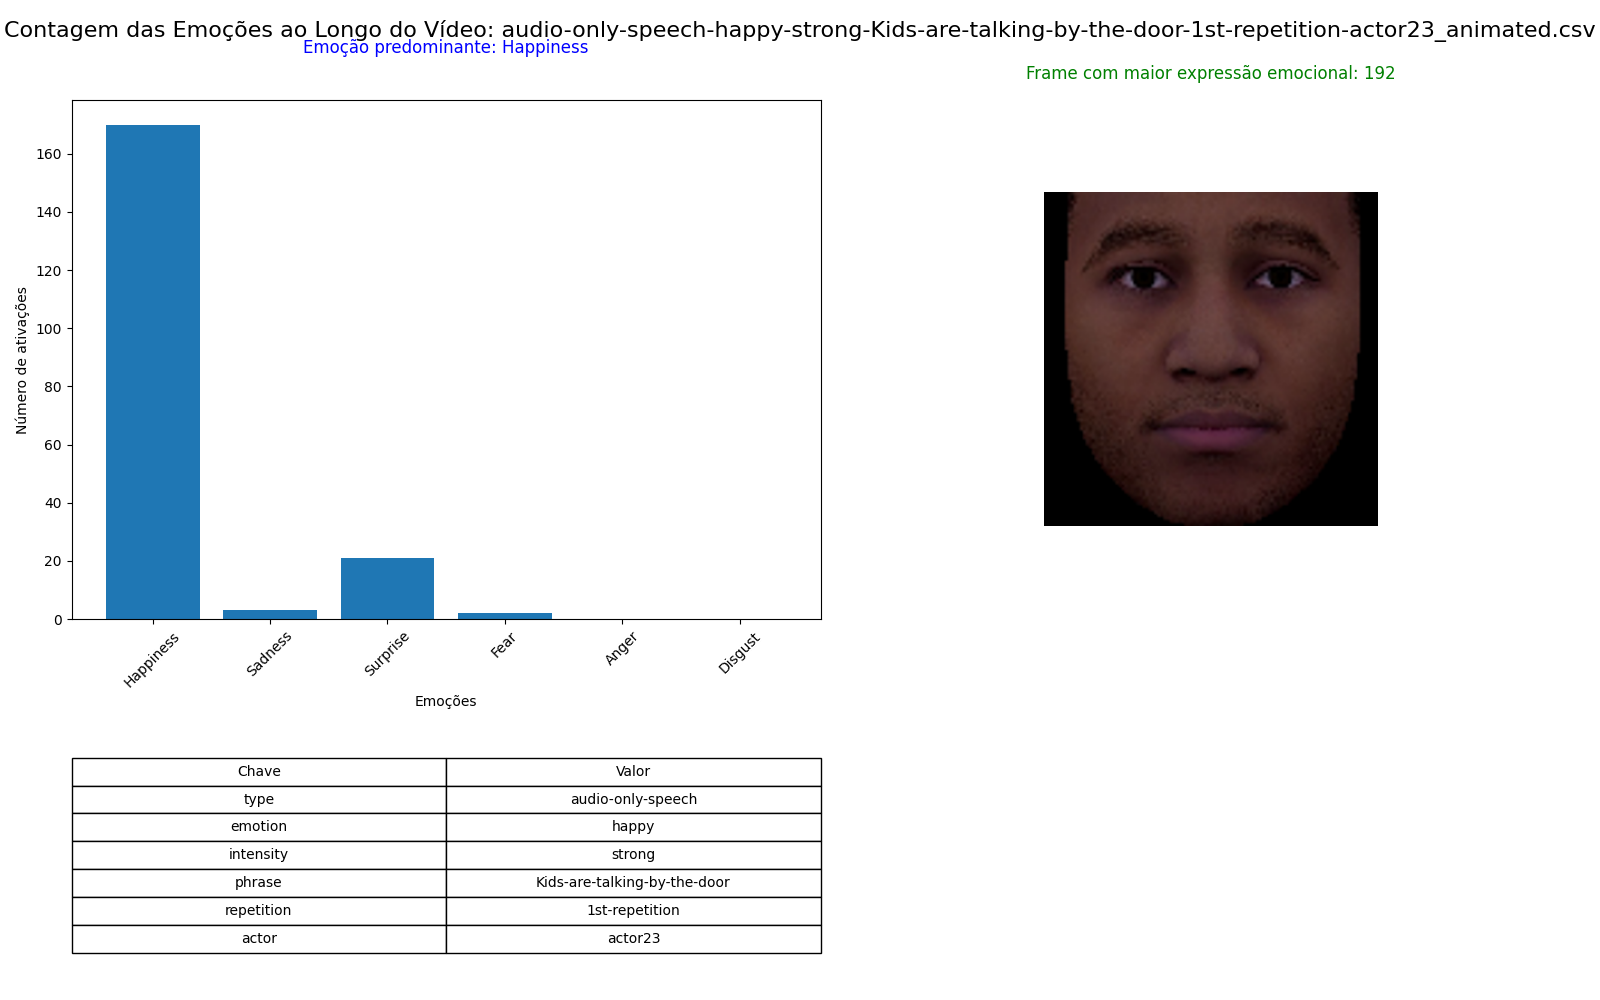 Contagem das Emoções ao Longo do Vídeo: audio-only-speech-happy-strong-Kids-are-talking-by-the-door-1st-repetition-actor23_animated.csv
Emoção predominante: Happiness
Frame com maior expressão emocional: 192
Número de ativações
160
140
120
100
80
60
40
20
0
Happiness Sadness Surprise Fear Anger Disgust
Emoções
Chave Valor
type audio-only-speech
emotion happy
intensity strong
phrase Kids-are-talking-by-the-door
repetition 1st-repetition
actor actor23